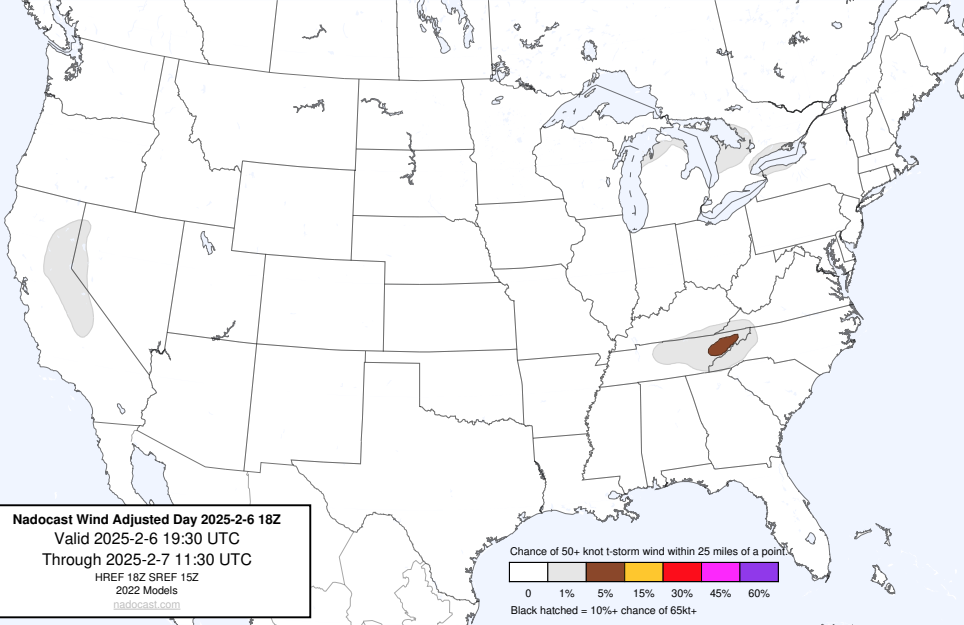 Nadocast Wind Adjusted Day 2025-2-6 18Z
Valid 2025-2-6 19:30 UTC
Through 2025-2-7 11:30 UTC
HREF 18Z SREF 15Z
2022 Models
nadocast.com
Chance of 50+ knot t-storm wind within 25 miles of a point.
0 1% 5% 15% 30% 45% 60%
Black hatched = 10%+ chance of 65kt+